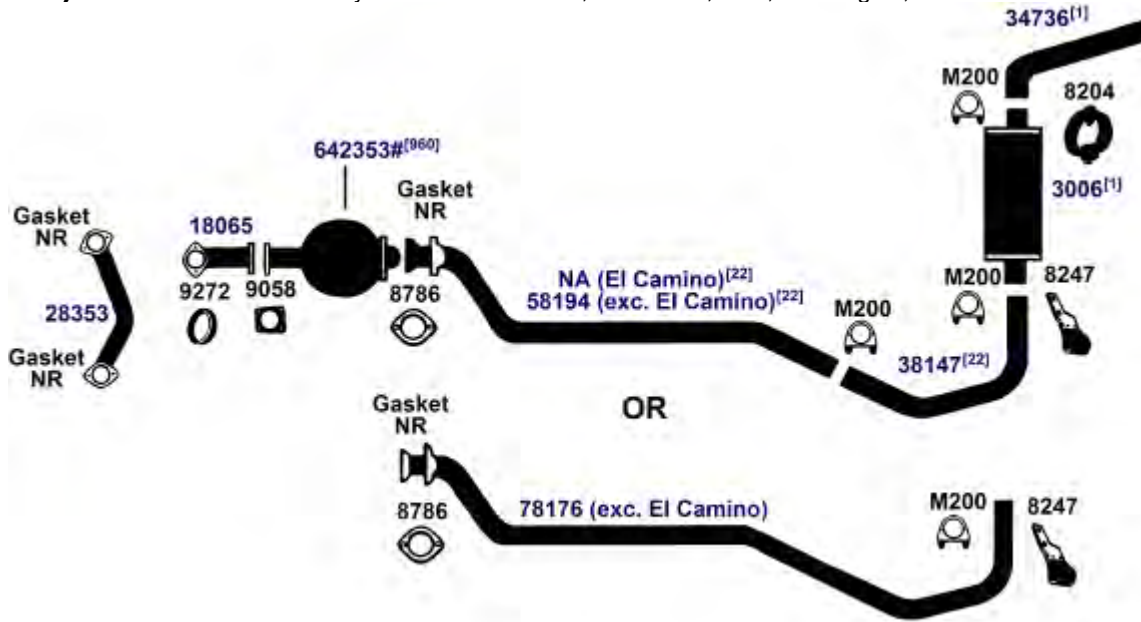 34736[1]
M200
8204
642353#[960]
3006[1]
Gasket
NR
Gasket
NR
18065
NA (El Camino)[22]
58194 (exc. El Camino)[22]
M200
8247
9272
9058
8786
28353
M200
Gasket
NR
38147[22]
OR
Gasket
NR
78176 (exc. El Camino)
M200
8247
8786